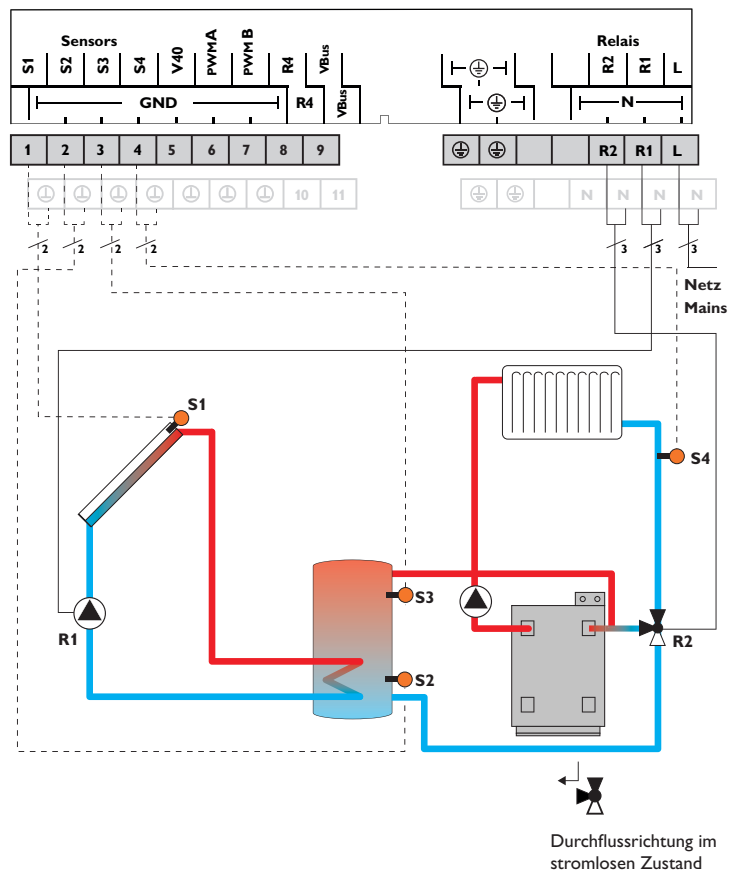 Sensors
Relais
S1 S2 S3 S4 V40 PWMA PWMB R4 VBus
R2 R1 L
GND R4 VBus
N
1 2 3 4 5 6 7 8 9
R2 R1 L
10 11
N N N N
2 2 2 2
3 3 3
Netz
Mains
S1
S4
S3
R1
R2
S2
Durchflussrichtung im
stromlosen Zustand